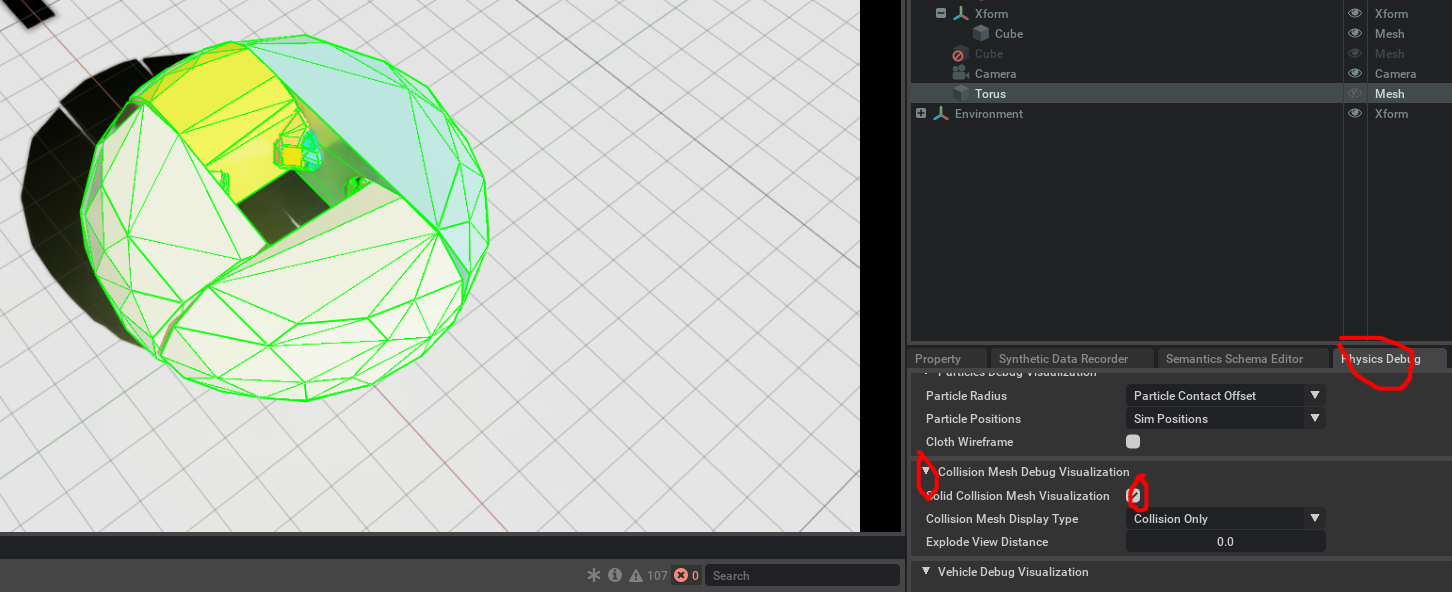 Xform Xform
Cube Mesh
Cube Mesh
Camera Camera
Torus Mesh
Environment Xform
Property Synthetic Data Recorder Semantics Schema Editor Physics Debug
Particles Debug Visualization
Particle Radius Particle Contact Offset
Particle Positions Sim Positions
Cloth Wireframe
Collision Mesh Debug Visualization
Solid Collision Mesh Visualization
Collision Mesh Display Type Collision Only
Explode View Distance 0.0
Vehicle Debug Visualization
107 0 Search